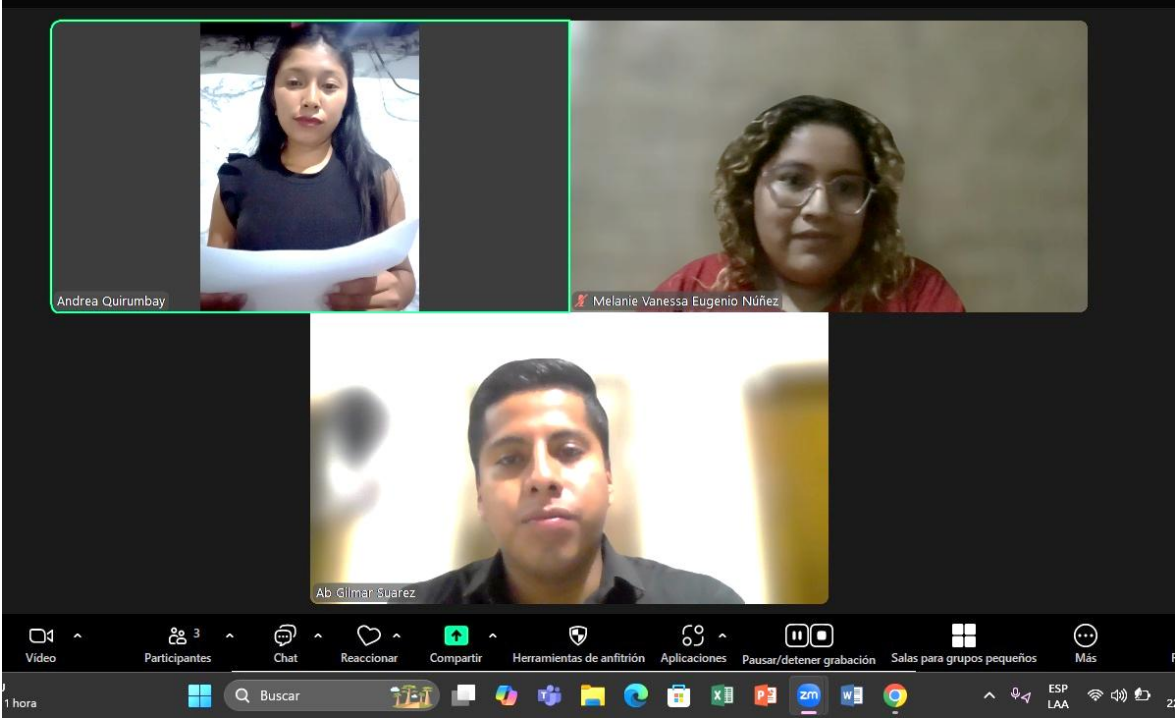 Andrea Quirumbay
Melanie Vanessa Eugenio Núñez
Ab Gilmar Suarez
Vídeo
3
Participantes
Chat
Reaccionar
Compartir
Herramientas de anfitrión
Aplicaciones
Pausar/detener grabación
Salas para grupos pequeños
Más
1 hora
Buscar
zm
ESP
LAA